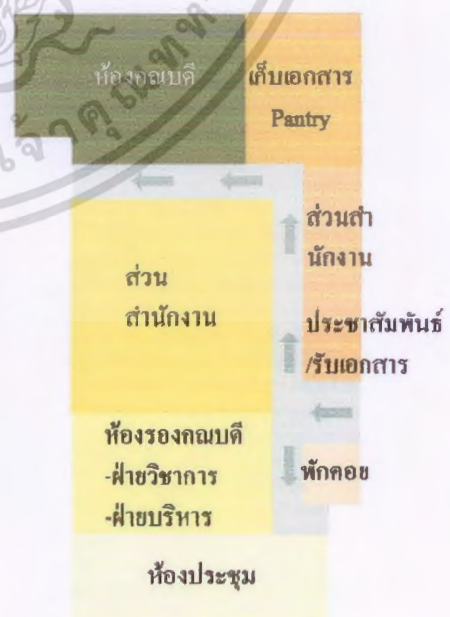 ห้องคณบดี
เก็บเอกสาร
Pantry
ส่วนสำ
นักงาน
ส่วน
สำนักงาน
ประชาสัมพันธ์
/รับเอกสาร
ห้องรองคณบดี
-ฝ่ายวิชาการ
-ฝ่ายบริหาร
พักคอย
ห้องประชุม